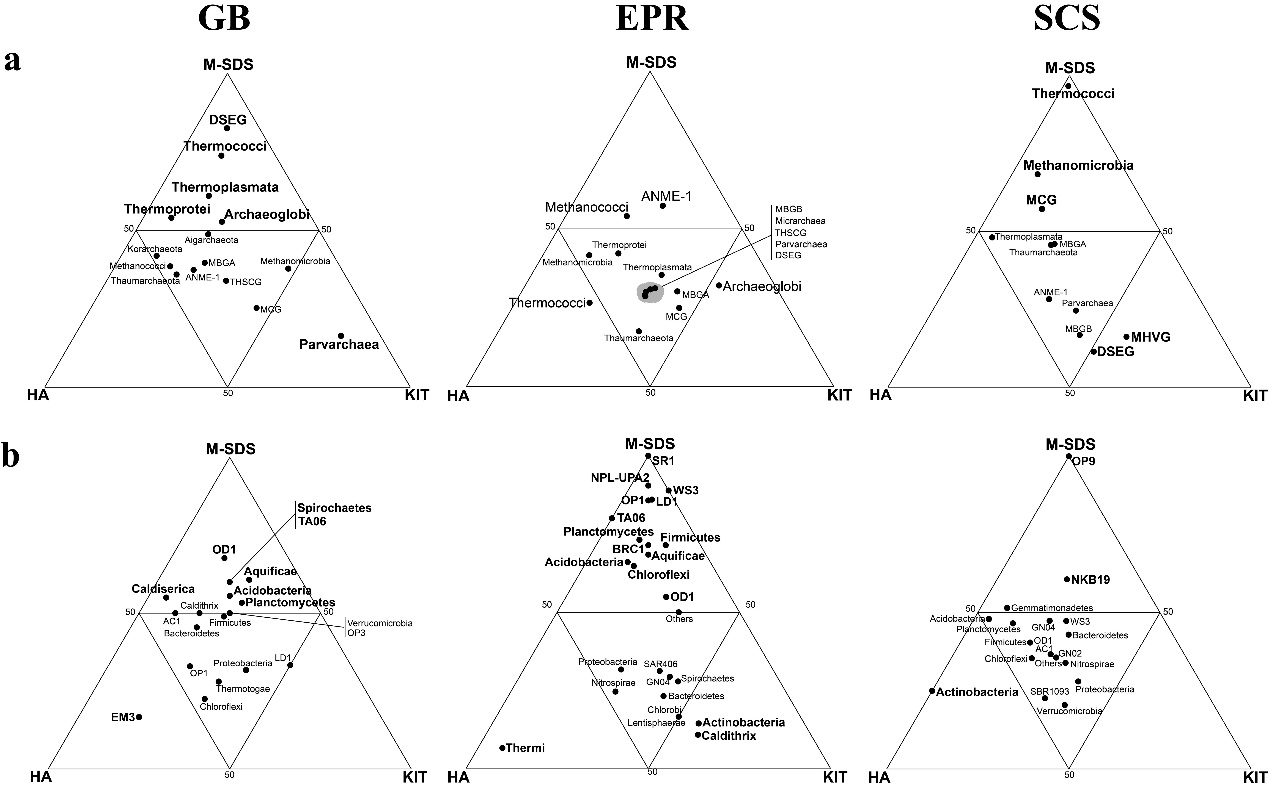 GB EPR SCS
a
M-SDS M-SDS M-SDS
DSEG
Thermococci
Thermoplasmata
Thermoprotei
Archaeoglobi
50 50
Aigarchaeota
Korarchaeota
Methanococci
MBGA
Methanomicrobia
Thaumarchaeota
ANME-1
THSCG
MCG
Parvarchaea
HA 50 KIT
ANME-1
Methanococci
MBGB
Micrarchaea
THSCG
Parvarchaea
DSEG
50 50
Thermoprotei
Methanomicrobia
Thermoplasmata
Archaeoglobi
MBGA
Thermococci
MCG
Thaumarchaeota
HA 50 KIT
Thermococci
Methanomicrobia
MCG
50 50
Thermoplasmata
MBGA
Thaumarchaeota
ANME-1
Parvarchaea
MBGB
MHVG
DSEG
HA 50 KIT
b
M-SDS M-SDS M-SDS
Spirochaetes
TA06
OD1
Aquificae
Caldiserica
Acidobacteria
Planctomycetes
50 50
Caldithrix
AC1
Firmicutes
Bacteroidetes
Verrucomicrobia
OP3
LD1
Proteobacteria
OP1
Thermotogae
Chloroflexi
EM3
HA 50 KIT
SR1
NPL-UPA2
WS3
OP1
LD1
TA06
Planctomycetes
Firmicutes
BRC1
Aquificae
Acidobacteria
Chloroflexi
OD1
50 50
Others
Proteobacteria
SAR406
Nitrospirae
GN04
Spirochaetes
Bacteroidetes
Chlorobi
Lentisphaerae
Actinobacteria
Caldithrix
Thermi
HA 50 KIT
OP9
NKB19
50 50
Gemmatimonadetes
Acidobacteria
Planctomycetes
GN04
WS3
Bacteroidetes
Firmicutes
OD1
AC1
GN02
Chloroflexi
Others
Nitrospirae
Proteobacteria
Actinobacteria
SBR1093
Verrucomicrobia
HA 50 KIT